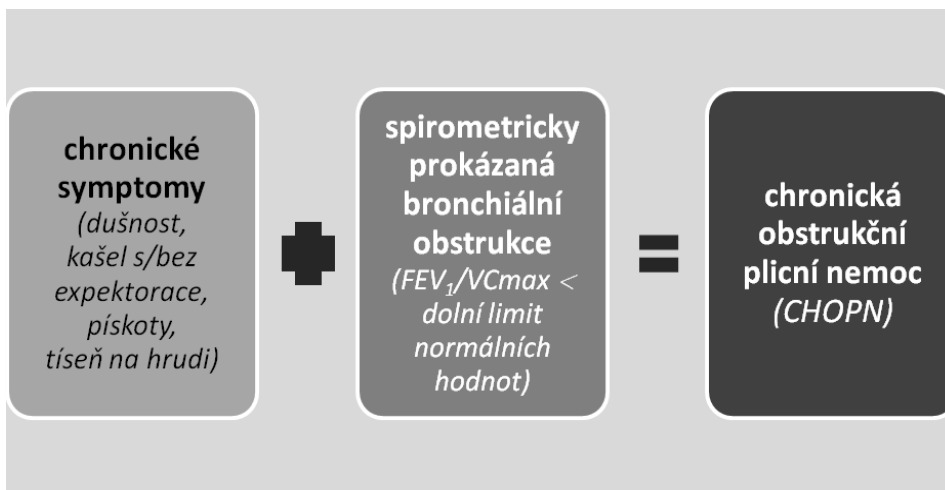 chronické
symptomy
(dušnost,
kašel s/bez
expektorace,
pískoty,
tíseň na hrudi)
spirometricky
prokázaná
bronchiální
obstrukce
(FEV₁/VCmax <
dolní limit
normálních
hodnot)
chronická
obstrukční
plicní nemoc
(CHOPN)